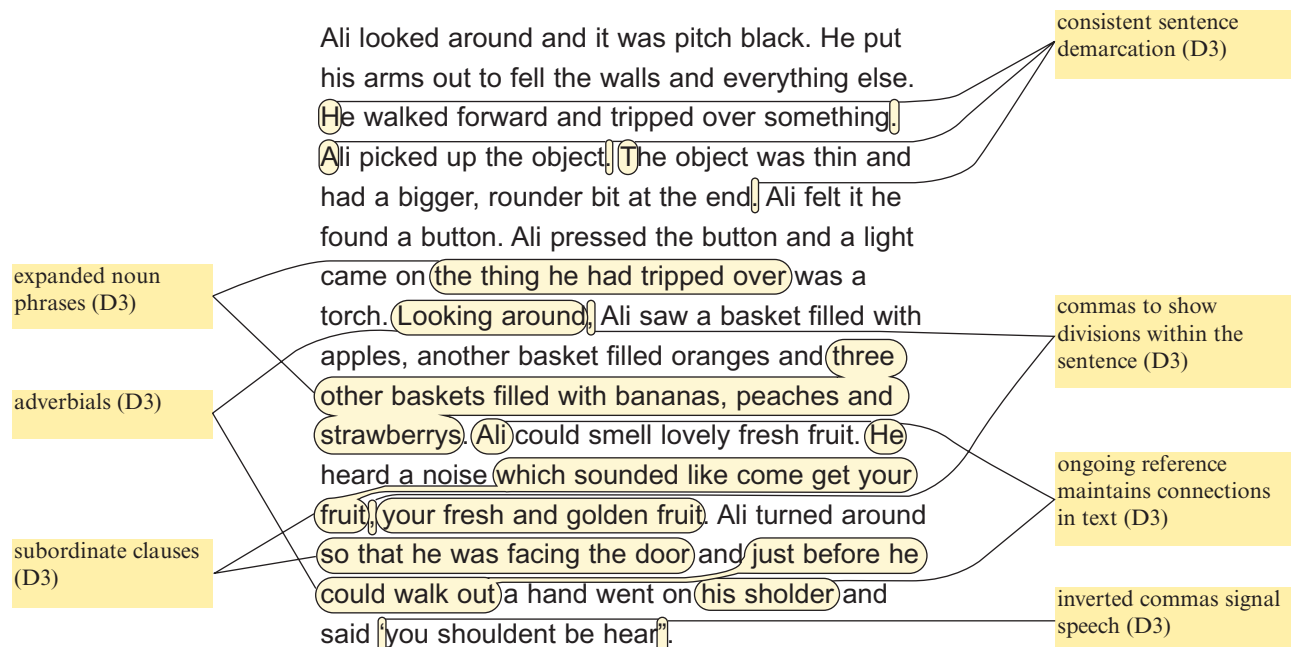 Ali looked around and it was pitch black. He put
his arms out to fell the walls and everything else.
He walked forward and tripped over something.
Ali picked up the object. The object was thin and
had a bigger, rounder bit at the end. Ali felt it he
found a button. Ali pressed the button and a light
came on the thing he had tripped over was a
torch. Looking around, Ali saw a basket filled with
apples, another basket filled oranges and three
other baskets filled with bananas, peaches and
strawberrys. Ali could smell lovely fresh fruit. He
heard a noise which sounded like come get your
fruit, your fresh and golden fruit. Ali turned around
so that he was facing the door and just before he
could walk out a hand went on his sholder and
said ‘you shouldent be hear”.
expanded noun
phrases (D3)
adverbials (D3)
subordinate clauses
(D3)
consistent sentence
demarcation (D3)
commas to show
divisions within the
sentence (D3)
ongoing reference
maintains connections
in text (D3)
inverted commas signal
speech (D3)